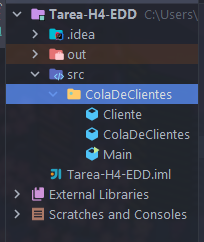 Tarea-H4-EDD C:\Users\
.idea
out
src
ColaDeClientes
Cliente
ColaDeClientes
Main
Tarea-H4-EDD.iml
External Libraries
Scratches and Consoles